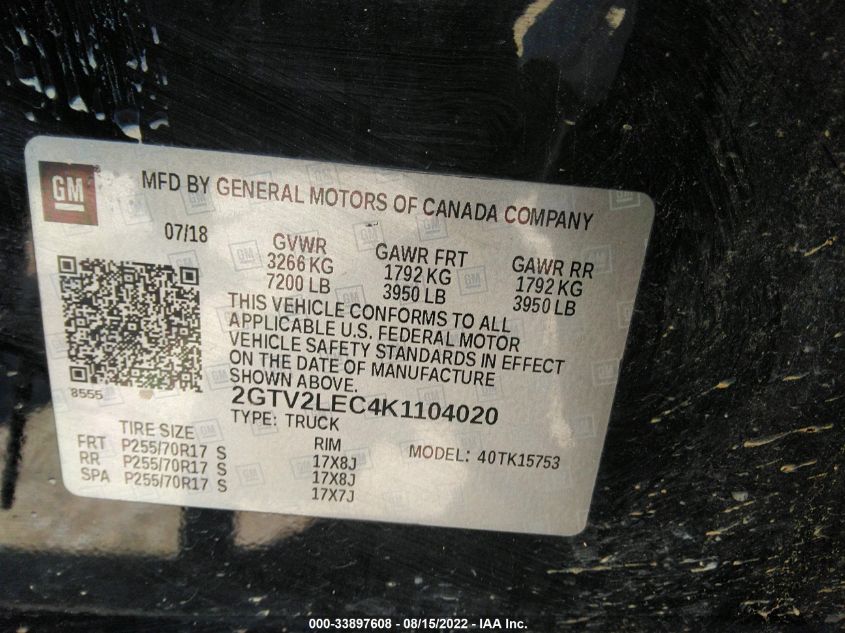 GM
MFD BY GENERAL MOTORS OF CANADA COMPANY
07/18
GVWR
3266 KG
7200 LB
GAWR FRT
1792 KG
3950 LB
GAWR RR
1792 KG
3950 LB
THIS VEHICLE CONFORMS TO ALL
APPLICABLE U.S. FEDERAL MOTOR
VEHICLE SAFETY STANDARDS IN EFFECT
ON THE DATE OF MANUFACTURE
SHOWN ABOVE.
8555
2GTV2LEC4K1104020
TYPE: TRUCK
MODEL: 40TK15753
TIRE SIZE RIM
FRT P255/70R17 S 17X8J
RR P255/70R17 S 17X8J
SPA P255/70R17 S 17X7J
000-33897608 - 08/15/2022 - IAA Inc.